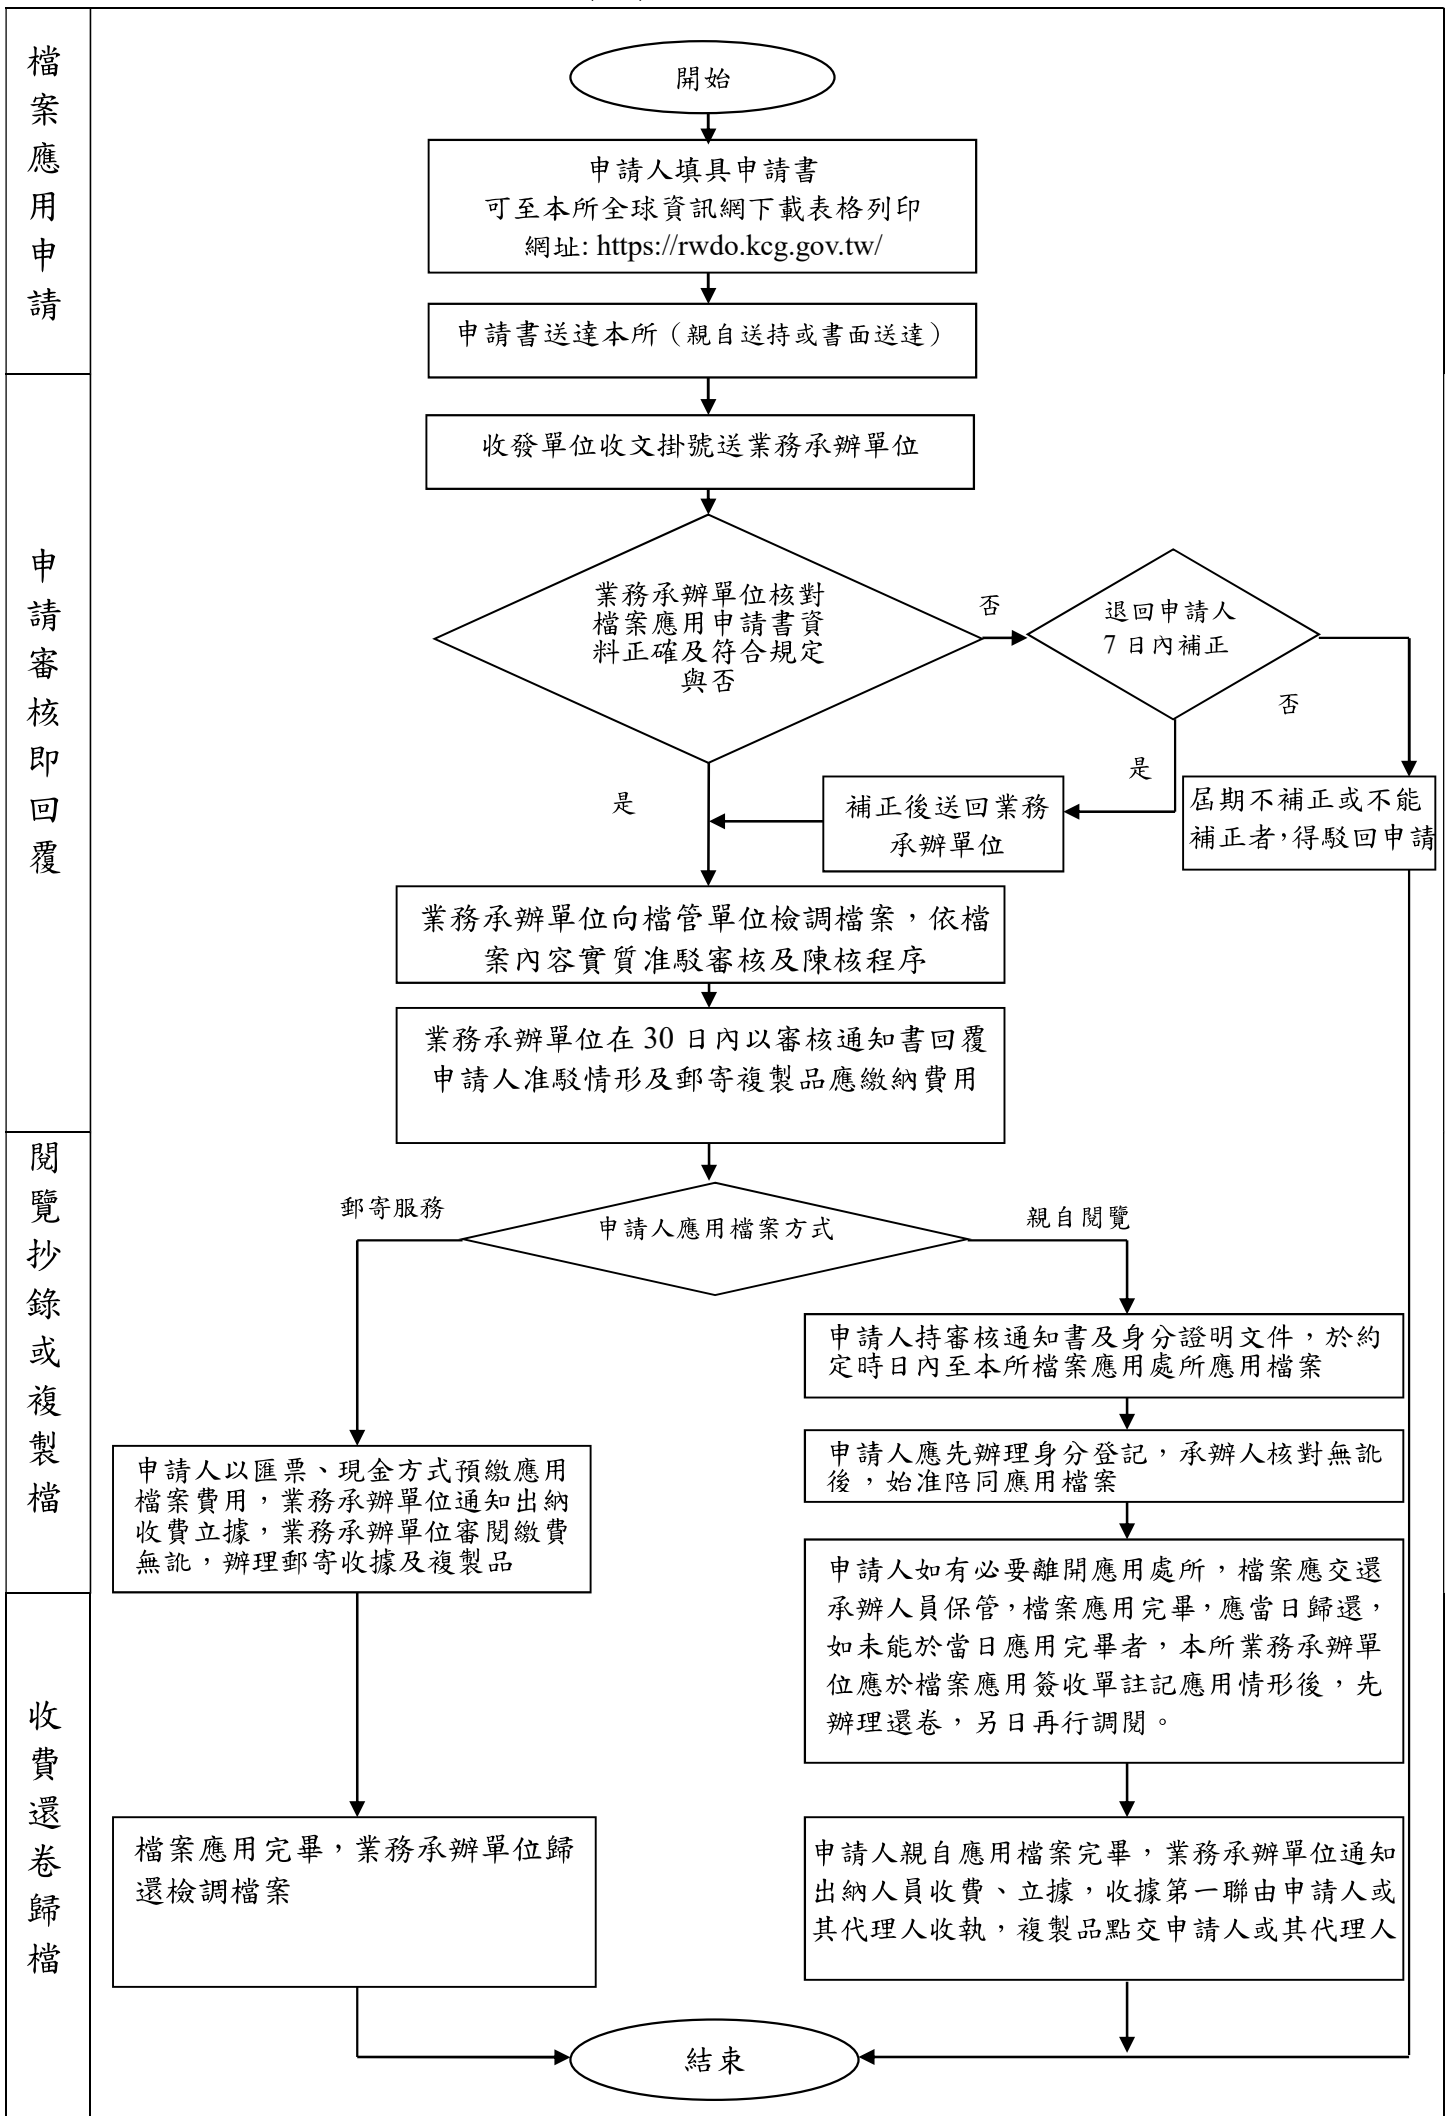 檔案應用申請
開始
申請人填具申請書
可至本所全球資訊網下載表格列印
網址: https://rwdo.kcg.gov.tw/
申請書送達本所（親自送持或書面送達）
申請審核即回覆
收發單位收文掛號送業務承辦單位
業務承辦單位核對
檔案應用申請書資
料正確及符合規定
與否
否
退回申請人
7 日內補正
否
是
是
補正後送回業務
承辦單位
屆期不補正或不能
補正者，得駁回申請
業務承辦單位向檔管單位檢調檔案，依檔
案內容實質准駁審核及陳核程序
業務承辦單位在 30 日內以審核通知書回覆
申請人准駁情形及郵寄複製品應繳納費用
閱覽抄錄或複製檔
郵寄服務
申請人應用檔案方式
親自閱覽
申請人持審核通知書及身分證明文件，於約
定時日內至本所檔案應用處所應用檔案
申請人應先辦理身分登記，承辦人核對無訛
後，始准陪同應用檔案
申請人以匯票、現金方式預繳應用
檔案費用，業務承辦單位通知出納
收費立據，業務承辦單位審閱繳費
無訛，辦理郵寄收據及複製品
申請人如有必要離開應用處所，檔案應交還
承辦人員保管，檔案應用完畢，應當日歸還，
如未能於當日應用完畢者，本所業務承辦單
位應於檔案應用簽收單註記應用情形後，先
辦理還卷，另日再行調閱。
收費還卷歸檔
檔案應用完畢，業務承辦單位歸
還檢調檔案
申請人親自應用檔案完畢，業務承辦單位通知
出納人員收費、立據，收據第一聯由申請人或
其代理人收執，複製品點交申請人或其代理人
結束